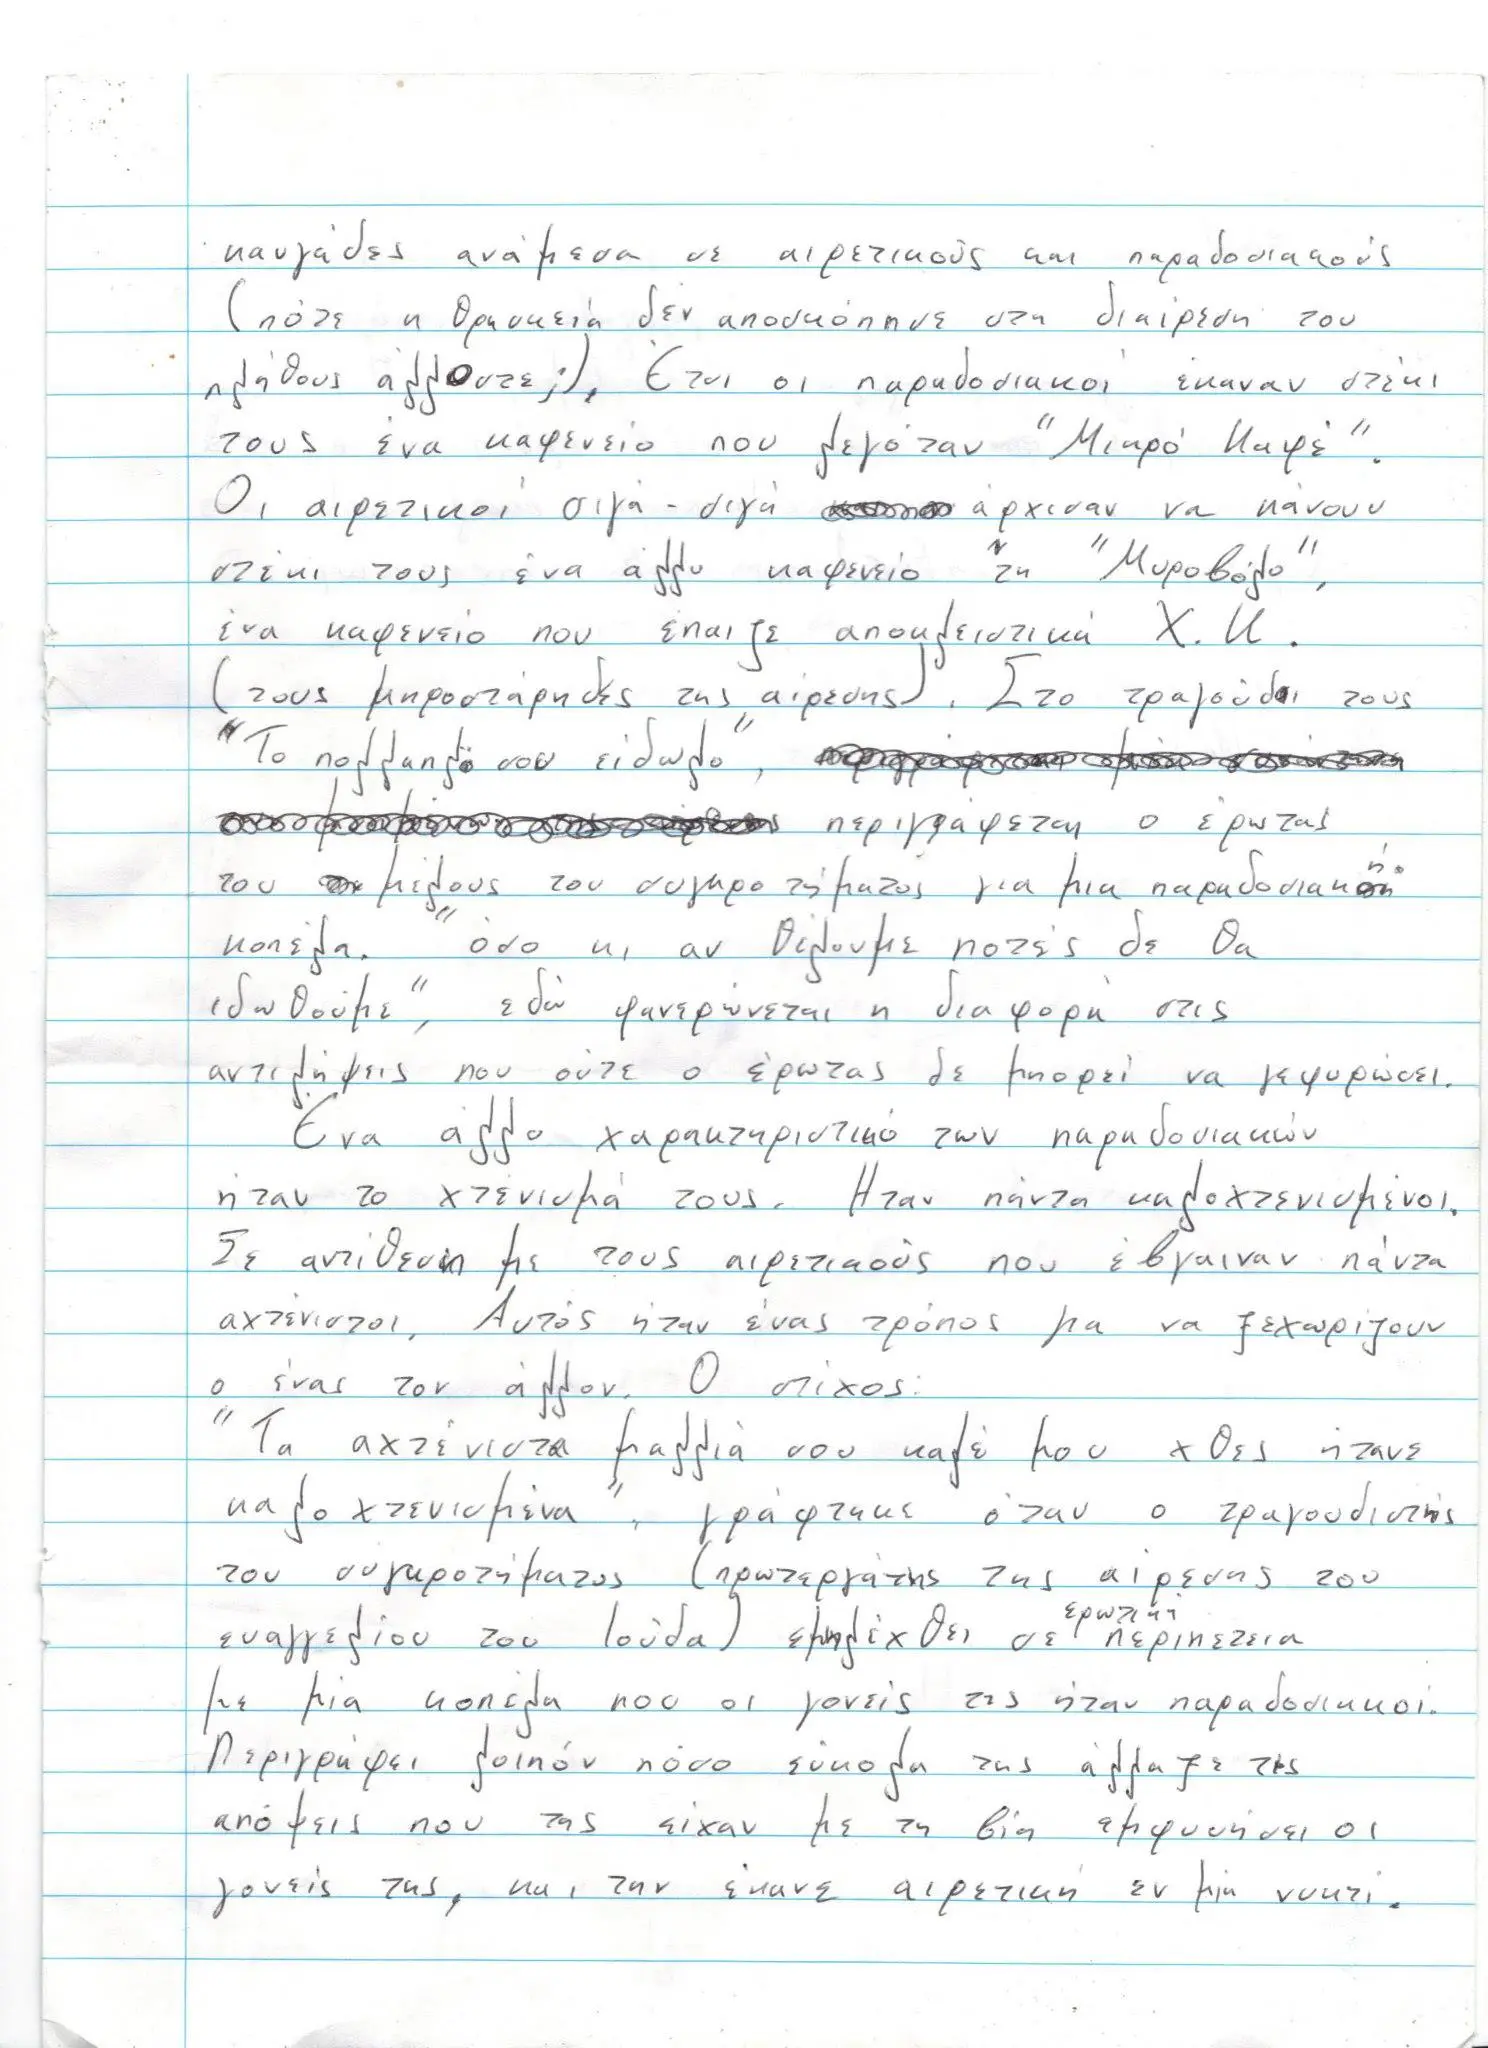 καυγάδες ανάμεσα σε αιρετικούς και παραδοσιακούς
(πότε η θρησκεία δεν αποσκόπησε στη διαίρεση του
πλήθους άλλοστε;). Έτσι οι παραδοσιακοί έκαναν στέκι
τους ένα καφενείο που λεγόταν "Μικρό Καφέ".
Οι αιρετικοί σιγά-σιγά άρχισαν να κάνουν
στέκι τους ένα άλλο καφενείο τη "Μυροβόλο",
ένα καφενείο που έπαιζε αποκλειστικά Χ.Κ.
(τους μπροστάρηδες της αίρεσης). Στο τραγούδι τους
"Το πολλαπλό σου είδωλο",
περιγράφεται ο έρωτας
του μέλους του συγκροτήματος για μια παραδοσιακή
κοπέλα. "όσο κι αν θέλουμε ποτές δε θα
ιδωθούμε", εδώ φανερώνεται η διαφορά στις
αντιλήψεις που ούτε ο έρωτας δε μπορεί να γεφυρώσει.
Ένα άλλο χαρακτηριστικό των παραδοσιακών
ήταν το χτένισμά τους. Ήταν πάντα καλοχτενισμένοι.
Σε αντίθεση με τους αιρετικούς που έβγαιναν πάντα
αχτένιστοι. Αυτός ήταν ένας τρόπος για να ξεχωρίζουν
ο ένας τον άλλον. Ο στίχος:
"Τα αχτένιστα μαλλιά σου καλέ μου χθες ήτανε
καλοχτενισμένα", γράφτηκε όταν ο τραγουδιστής
του συγκροτήματος (πρωτεργάτης της αίρεσης του
ευαγγελίου του Ιούδα) εμπλέχθει σε ερωτική περιπέτεια
με μία κοπέλα που οι γονείς της ήταν παραδοσιακοί.
Περιγράφει λοιπόν πόσο εύκολα της άλλαξε τις
απόψεις που της είχαν με τη βία εμφυσήσει οι
γονείς της, και την έκανε αιρετική εν μία νυκτί.